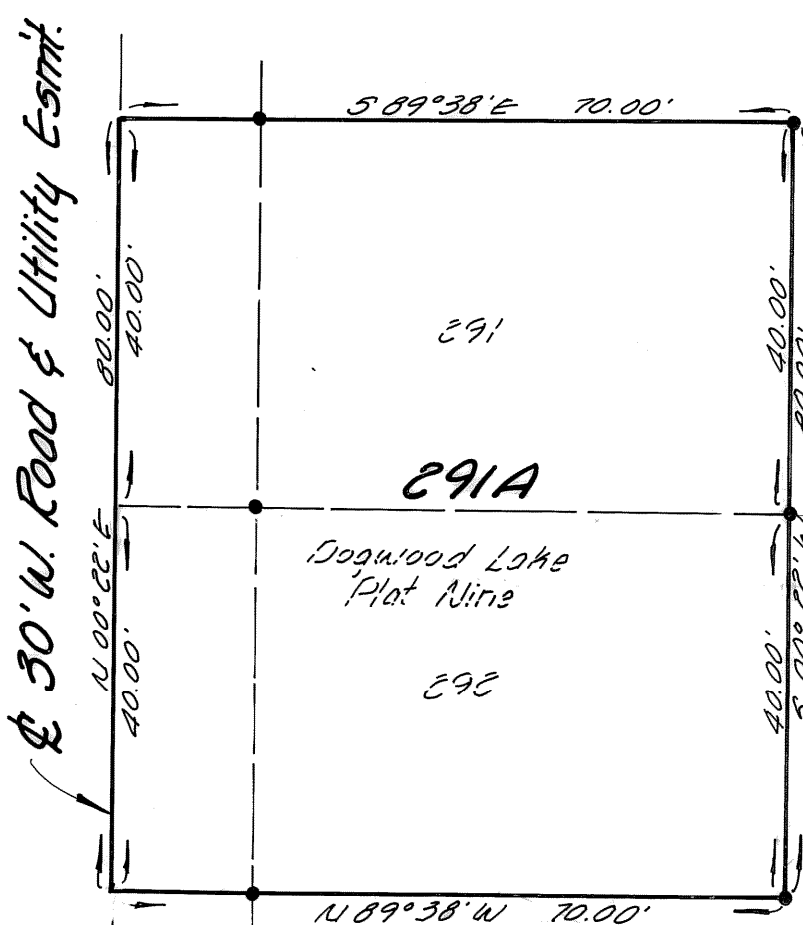 ℄ 30' W. Road & Utility Esmt.
S 89°38' E 70.00'
80.00'
40.00'
40.00'
291
291A
Dogwood Lake
Plat Nine
N 00°22' E
40.00'
292
40.00'
N 89°38' W 70.00'